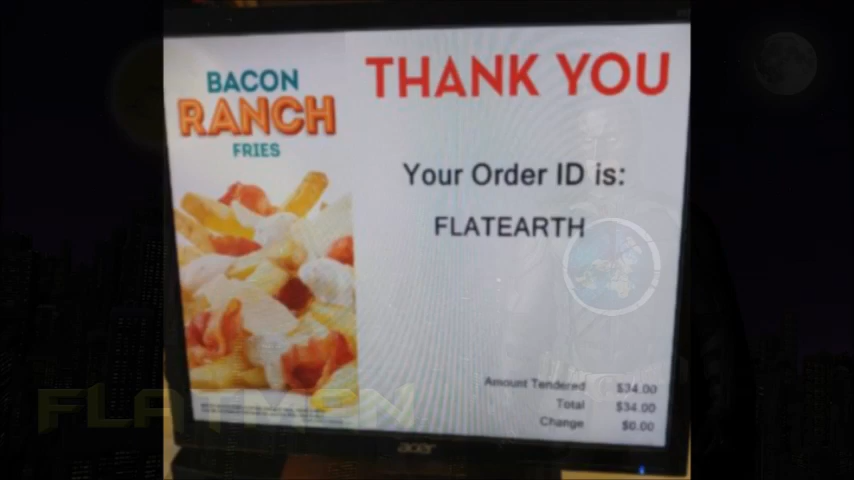 BACON
RANCH
FRIES
THANK YOU
Your Order ID is:
FLATEARTH
Amount Tendered $34.00
Total $34.00
Change $0.00
FLATMAN
acer